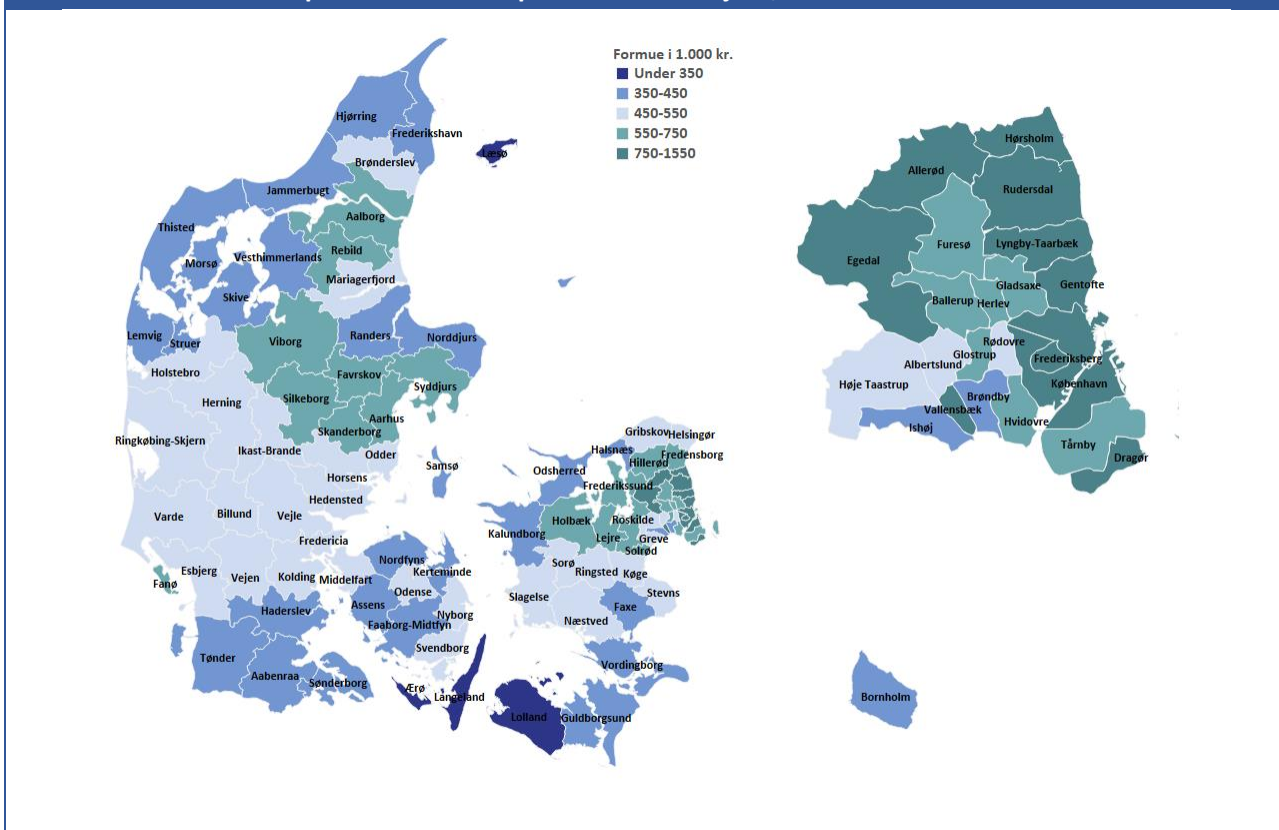 Formue i 1.000 kr.
Under 350
350-450
450-550
550-750
750-1550
Hjørring
Frederikshavn
Læsø
Brønderslev
Jammerbugt
Aalborg
Thisted
Rebild
Vesthimmerlands
Morsø
Mariagerfjord
Skive
Lemvig
Struer
Viborg
Randers
Norddjurs
Holstebro
Favrskov
Syddjurs
Herning
Silkeborg
Aarhus
Skanderborg
Ringkøbing-Skjern
Ikast-Brande
Odder
Samsø
Horsens
Hedensted
Varde
Billund
Vejle
Fredericia
Esbjerg
Fanø
Vejen
Kolding
Middelfart
Nordfyns
Kerteminde
Odense
Assens
Haderslev
Nyborg
Faaborg-Midtfyn
Svendborg
Tønder
Aabenraa
Sønderborg
Ærø
Langeland
Gribskov
Helsingør
Halsnæs
Fredensborg
Hillerød
Odsherred
Frederikssund
Holbæk
Roskilde
Kalundborg
Lejre
Greve
Solrød
Sorø
Ringsted
Køge
Stevns
Slagelse
Faxe
Næstved
Vordingborg
Lolland
Guldborgsund
Hørsholm
Allerød
Rudersdal
Furesø
Lyngby-Taarbæk
Egedal
Gladsaxe
Gentofte
Ballerup
Herlev
Rødovre
Glostrup
Frederiksberg
Albertslund
Høje Taastrup
København
Brøndby
Vallensbæk
Hvidovre
Ishøj
Tårnby
Dragør
Bornholm